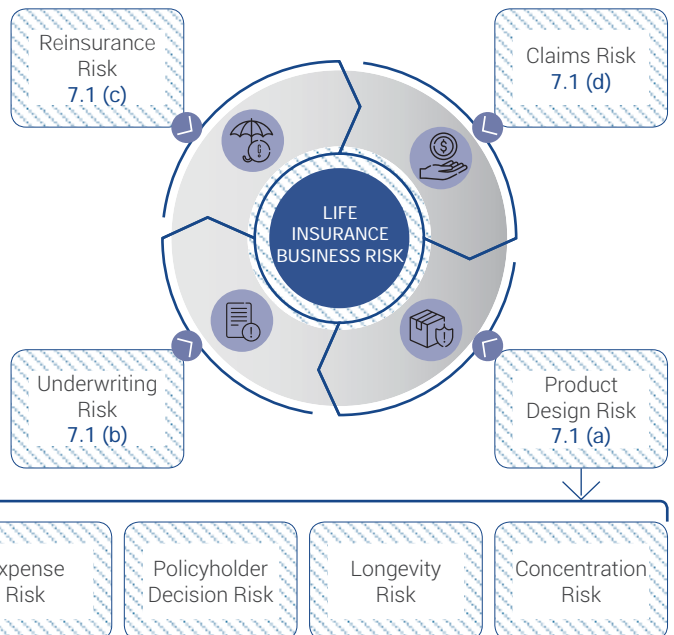 Reinsurance
Risk
7.1 (c)
Claims Risk
7.1 (d)
LIFE
INSURANCE
BUSINESS RISK
Underwriting
Risk
7.1 (b)
Product
Design Risk
7.1 (a)
xpense
Risk
Policyholder
Decision Risk
Longevity
Risk
Concentration
Risk